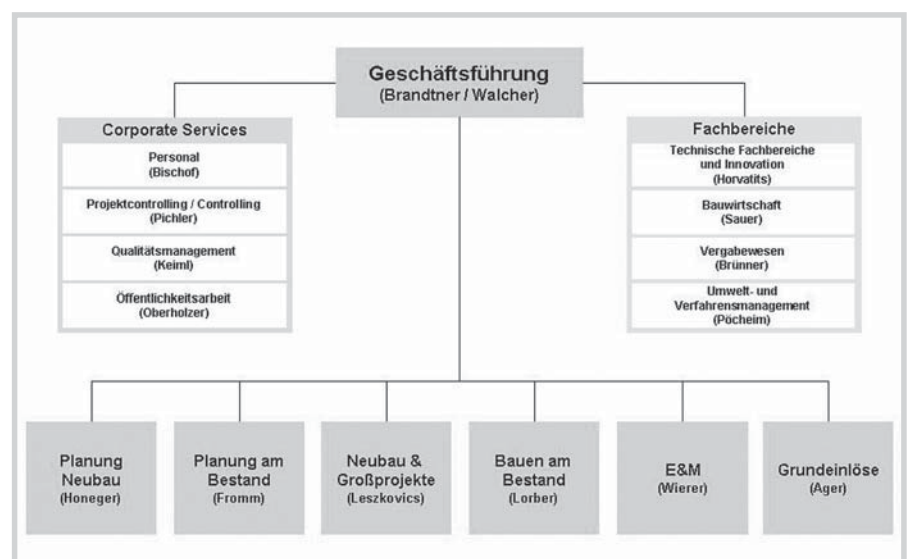 Geschäftsführung
(Brandtner / Walcher)
Corporate Services
Personal
(Bischof)
Projektcontrolling / Controlling
(Pichler)
Qualitätsmanagement
(Keiml)
Öffentlichkeitsarbeit
(Oberholzer)
Fachbereiche
Technische Fachbereiche
und Innovation
(Horvatits)
Bauwirtschaft
(Sauer)
Vergabewesen
(Brünner)
Umwelt- und
Verfahrensmanagement
(Pöcheim)
Planung
Neubau
(Honeger)
Planung am
Bestand
(Fromm)
Neubau &
Großprojekte
(Leszkovics)
Bauen am
Bestand
(Lorber)
E&M
(Wierer)
Grundeinlöse
(Ager)